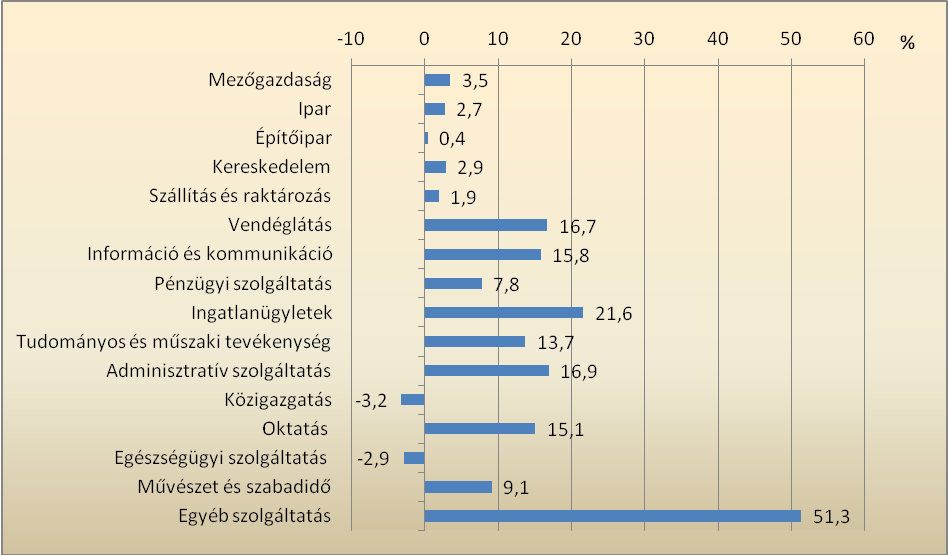 -10 0 10 20 30 40 50 60 %
Mezőgazdaság 3,5
Ipar 2,7
Építőipar 0,4
Kereskedelem 2,9
Szállítás és raktározás 1,9
Vendéglátás 16,7
Információ és kommunikáció 15,8
Pénzügyi szolgáltatás 7,8
Ingatlanügyletek 21,6
Tudományos és műszaki tevékenység 13,7
Adminisztratív szolgáltatás 16,9
Közigazgatás -3,2
Oktatás 15,1
Egészségügyi szolgáltatás -2,9
Művészet és szabadidő 9,1
Egyéb szolgáltatás 51,3